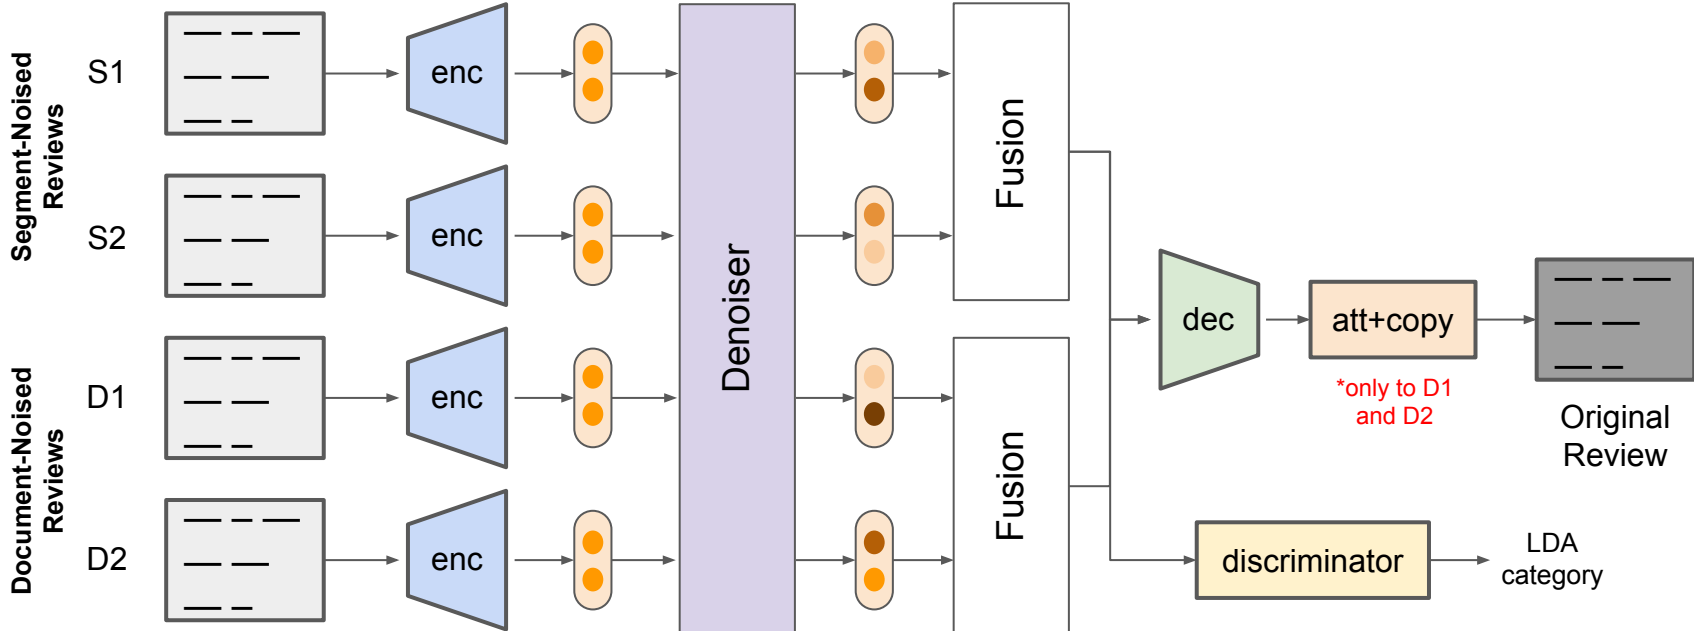 Segment-Noised
Reviews
S1
enc
S2
enc
Document-Noised
Reviews
D1
enc
D2
enc
Denoiser
Fusion
Fusion
dec
att+copy
*only to D1
and D2
Original
Review
discriminator
LDA
category